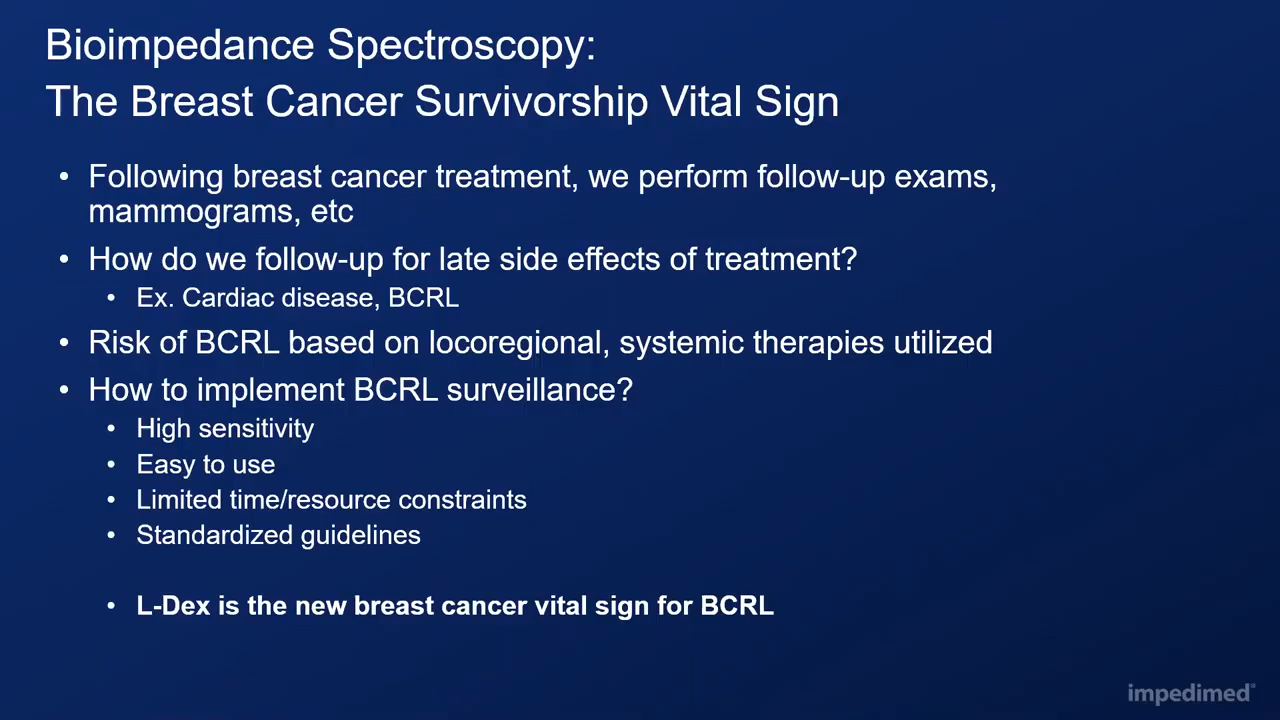 Bioimpedance Spectroscopy:
The Breast Cancer Survivorship Vital Sign
• Following breast cancer treatment, we perform follow-up exams,
mammograms, etc
• How do we follow-up for late side effects of treatment?
• Ex. Cardiac disease, BCRL
• Risk of BCRL based on locoregional, systemic therapies utilized
• How to implement BCRL surveillance?
• High sensitivity
• Easy to use
• Limited time/resource constraints
• Standardized guidelines
• L-Dex is the new breast cancer vital sign for BCRL
impedimed®